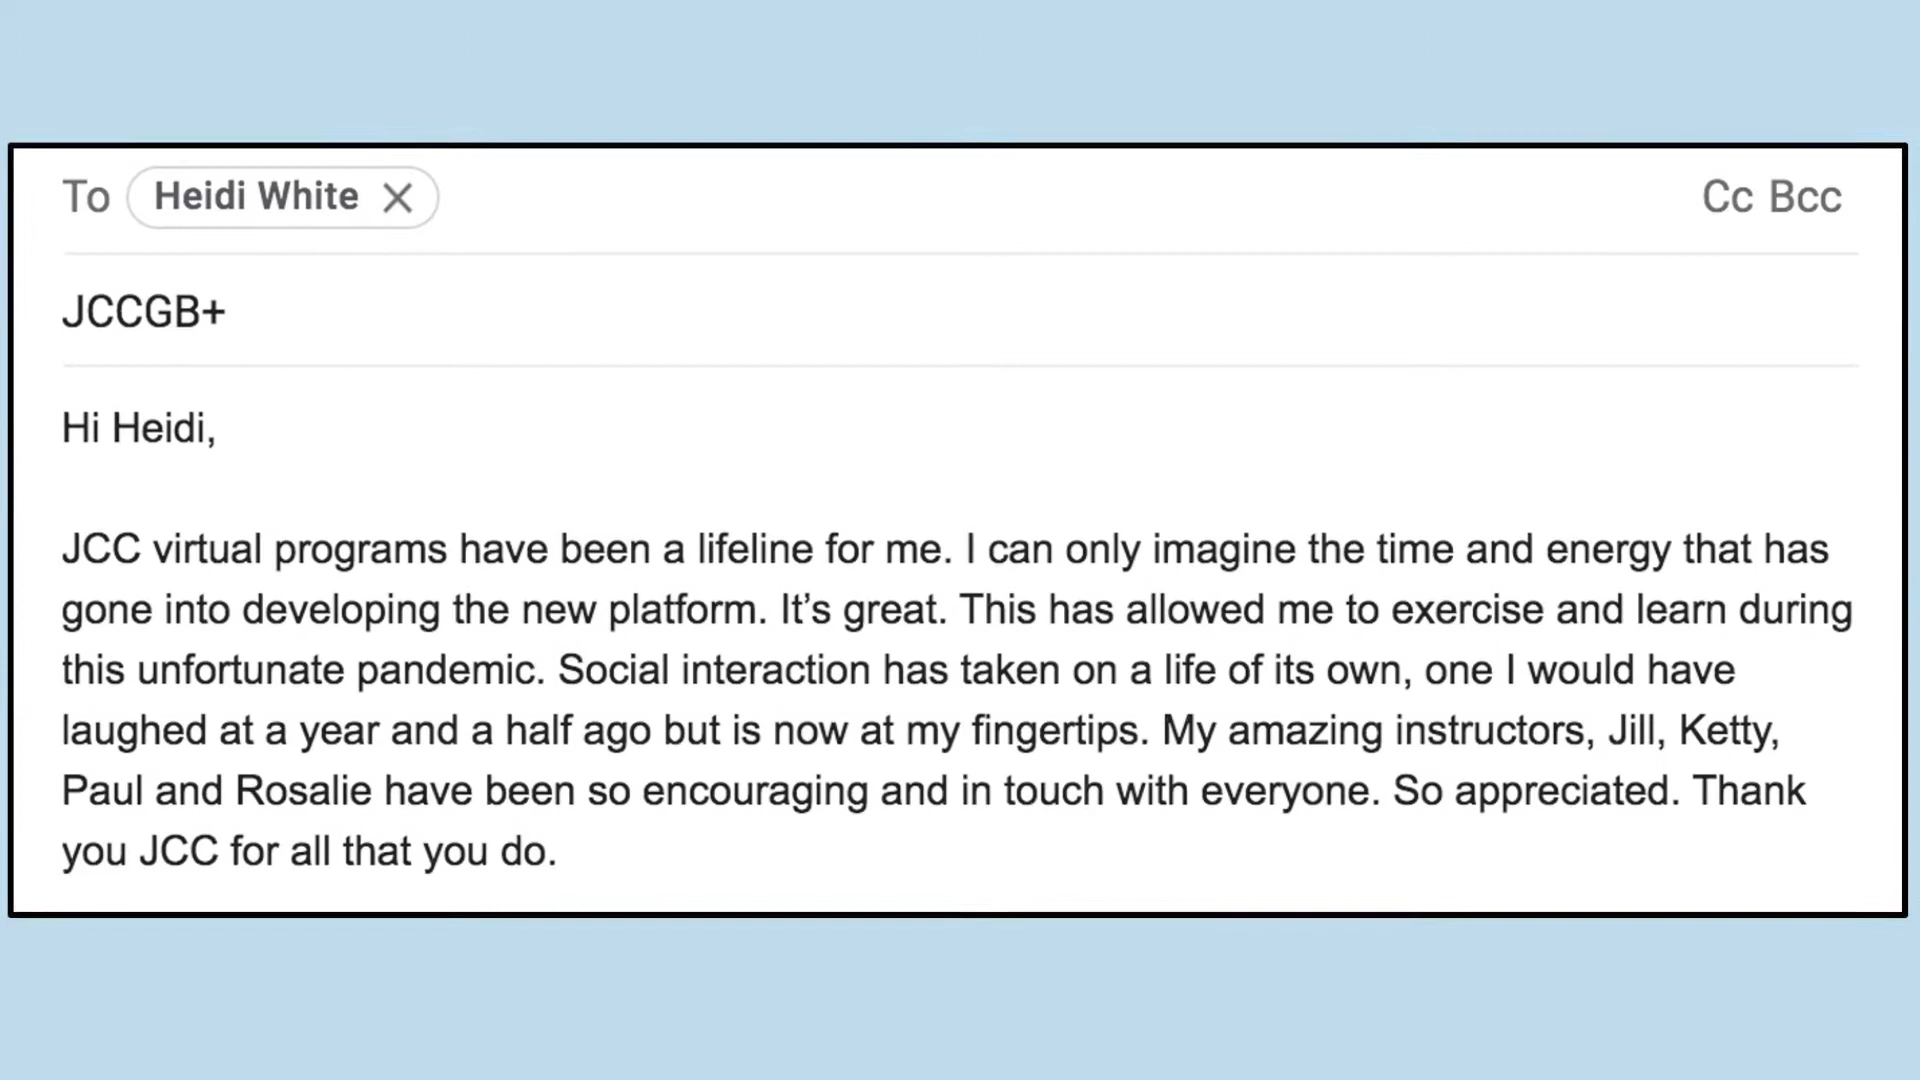 To Heidi White Cc Bcc
JCCGB+
Hi Heidi,
JCC virtual programs have been a lifeline for me. I can only imagine the time and energy that has
gone into developing the new platform. It’s great. This has allowed me to exercise and learn during
this unfortunate pandemic. Social interaction has taken on a life of its own, one I would have
laughed at a year and a half ago but is now at my fingertips. My amazing instructors, Jill, Ketty,
Paul and Rosalie have been so encouraging and in touch with everyone. So appreciated. Thank
you JCC for all that you do.